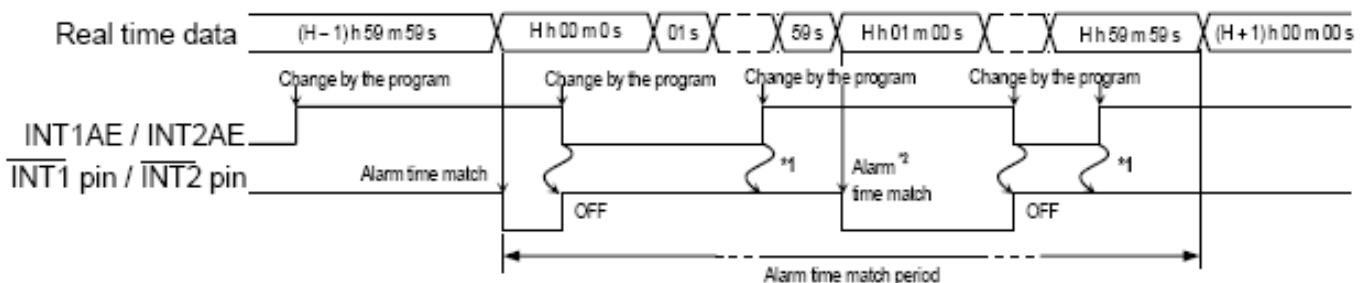 Real time data (H – 1) h 59 m 59 s H h 00 m 0 s 01 s 59 s H h 01 m 00 s H h 59 m 59 s (H + 1) h 00 m 00 s
Change by the program Change by the program Change by the program Change by the program
INT1AE / INT2AE
INT1 pin / INT2 pin Alarm time match *1 Alarm *2 time match *1
OFF OFF
Alarm time match period